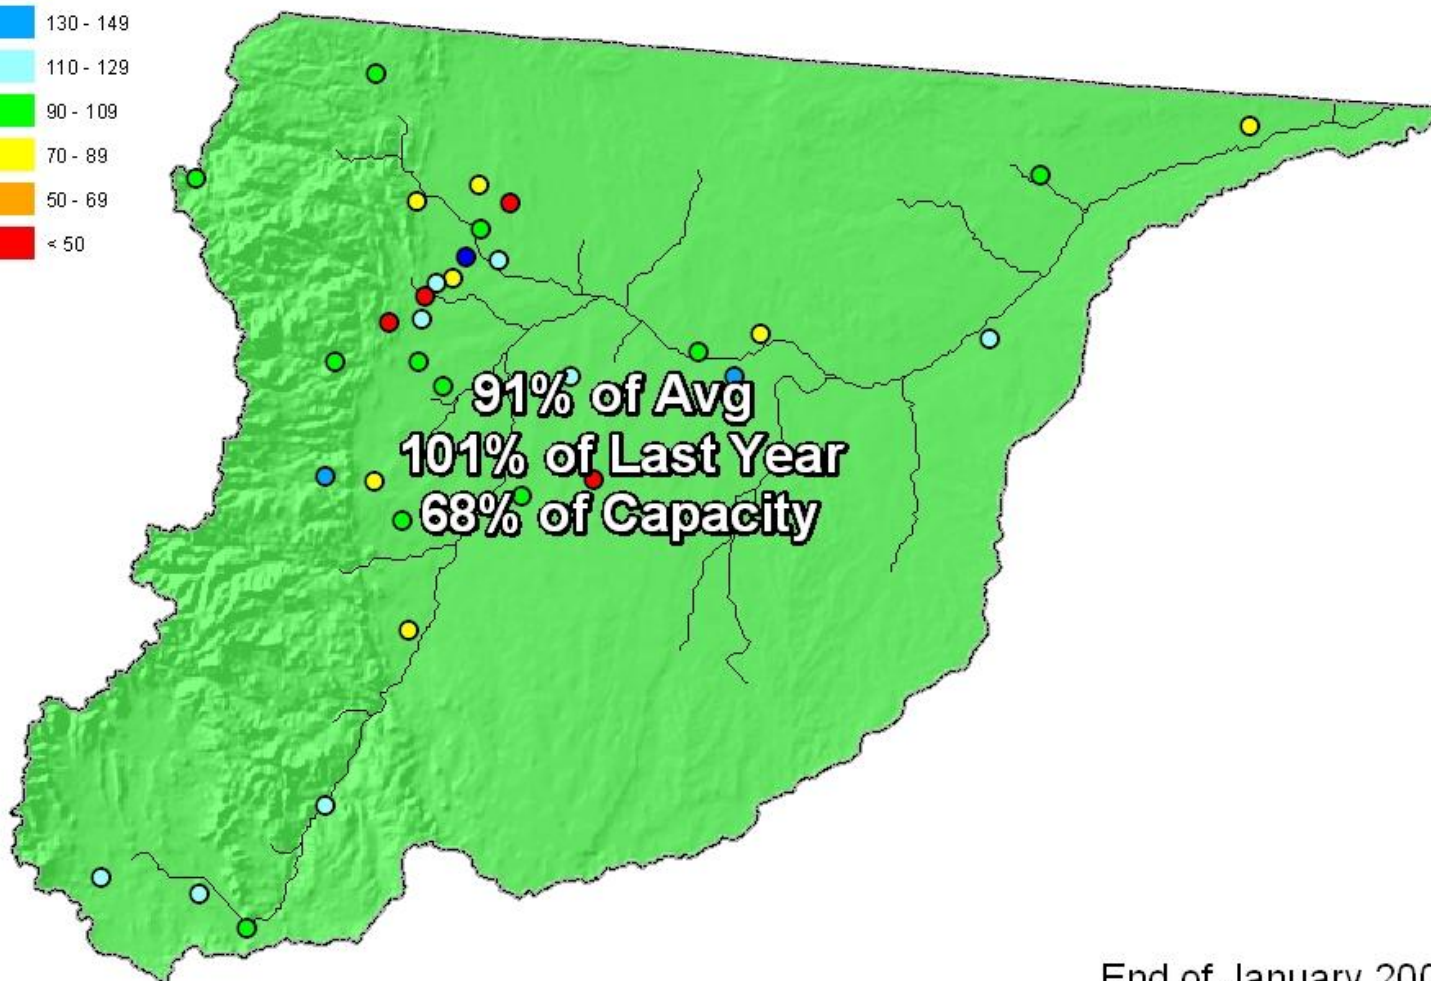 130 - 149
110 - 129
90 - 109
70 - 89
50 - 69
< 50
91% of Avg
101% of Last Year
68% of Capacity
End of January